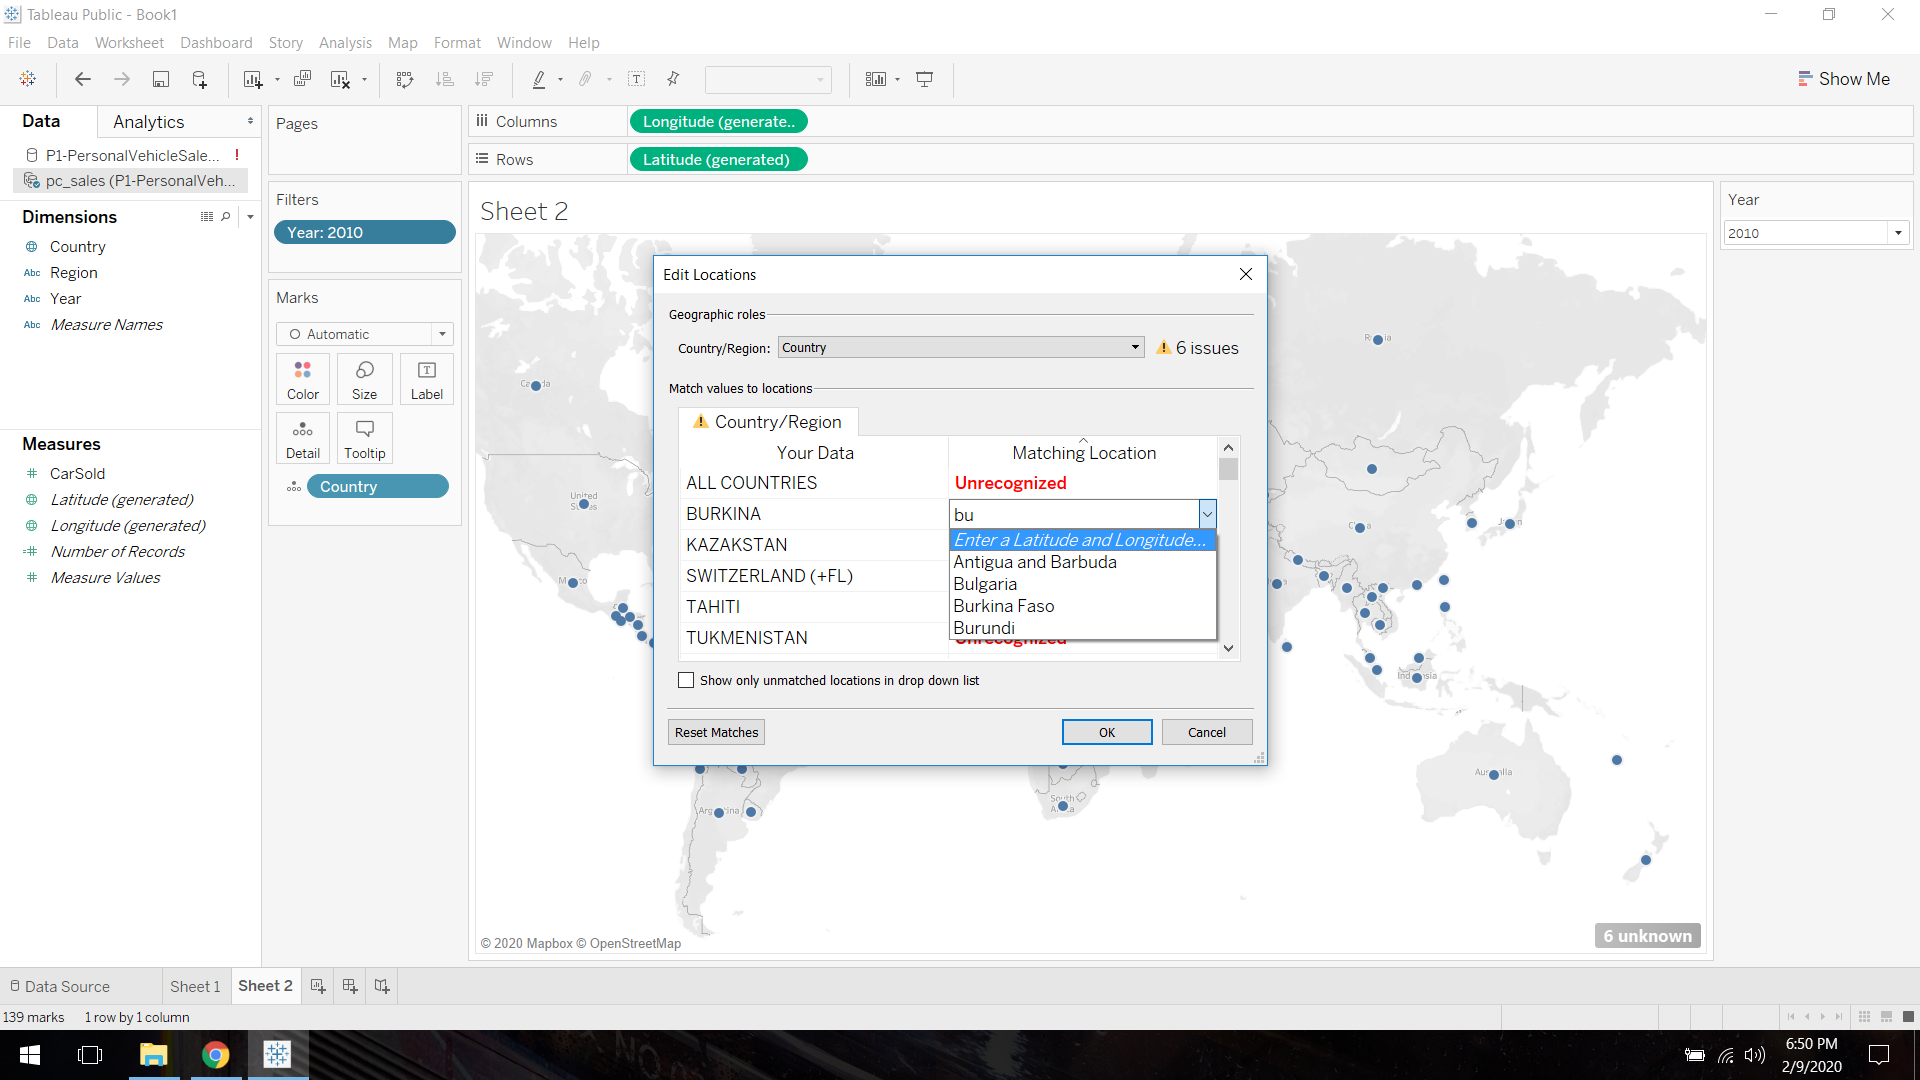 Tableau Public - Book1
File Data Worksheet Dashboard Story Analysis Map Format Window Help
Show Me
Data Analytics
P1-PersonalVehicleSale... !
pc_sales (P1-PersonalVeh...
Dimensions
Country
Abc Region
Abc Year
Abc Measure Names
Measures
CarSold
Latitude (generated)
Longitude (generated)
Number of Records
Measure Values
Pages
Filters
Year: 2010
Marks
Automatic
Color Size Label
Detail Tooltip
Country
Columns Longitude (generate..
Rows Latitude (generated)
Sheet 2
Year
2010
Edit Locations
Geographic roles
Country/Region: Country 6 issues
Match values to locations
Country/Region
Your Data Matching Location
ALL COUNTRIES Unrecognized
BURKINA bu
Enter a Latitude and Longitude...
KAZAKSTAN
Antigua and Barbuda
SWITZERLAND (+FL)
Bulgaria
TAHITI
Burkina Faso
TUKMENISTAN
Burundi
Unrecognized
Show only unmatched locations in drop down list
Reset Matches OK Cancel
United
South
© 2020 Mapbox © OpenStreetMap
6 unknown
Data Source Sheet 1 Sheet 2
139 marks 1 row by 1 column
6:50 PM
2/9/2020